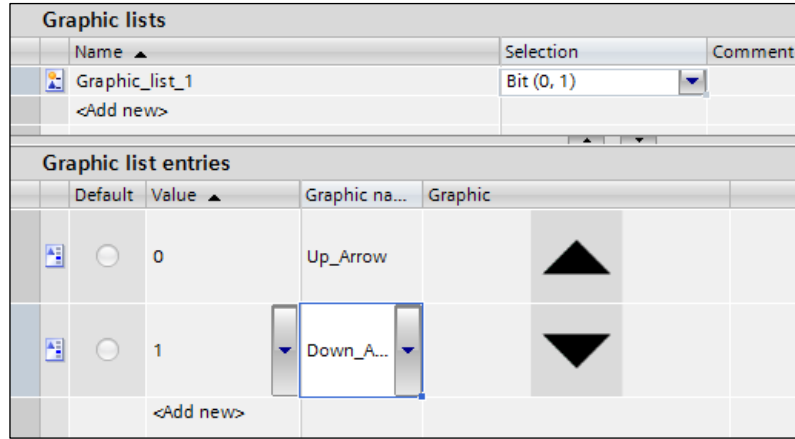 Graphic lists
Name Selection Comment
Graphic_list_1 Bit (0, 1)
<Add new>
Graphic list entries
Default Value Graphic na... Graphic
0 Up_Arrow
1 Down_A...
<Add new>